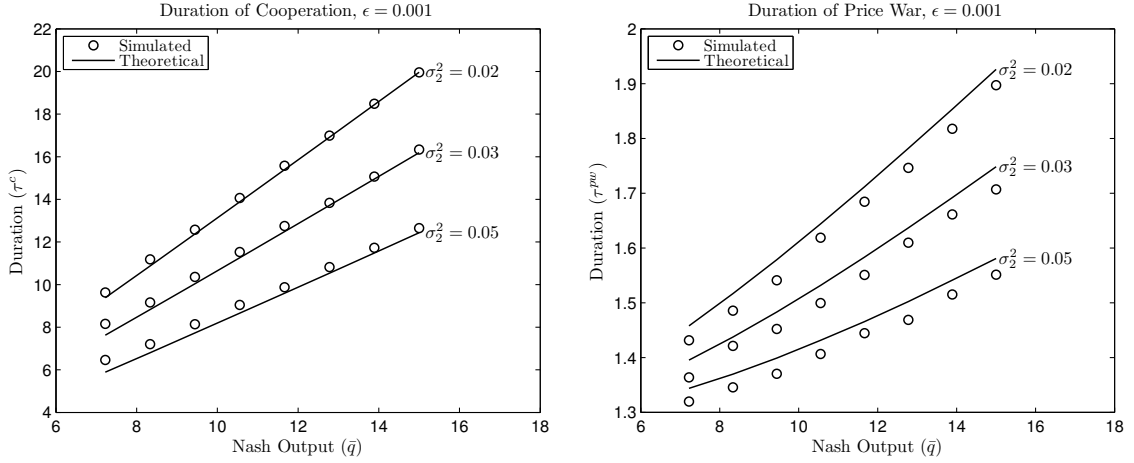 Duration of Cooperation, ϵ = 0.001
Simulated
Theoretical
σ₂² = 0.02
σ₂² = 0.03
σ₂² = 0.05
Duration (τᶜ)
22
20
18
16
14
12
10
8
6
4
6 8 10 12 14 16 18
Nash Output (q̄)
Duration of Price War, ϵ = 0.001
Simulated
Theoretical
σ₂² = 0.02
σ₂² = 0.03
σ₂² = 0.05
Duration (τᵖʷ)
2
1.9
1.8
1.7
1.6
1.5
1.4
1.3
6 8 10 12 14 16 18
Nash Output (q̄)